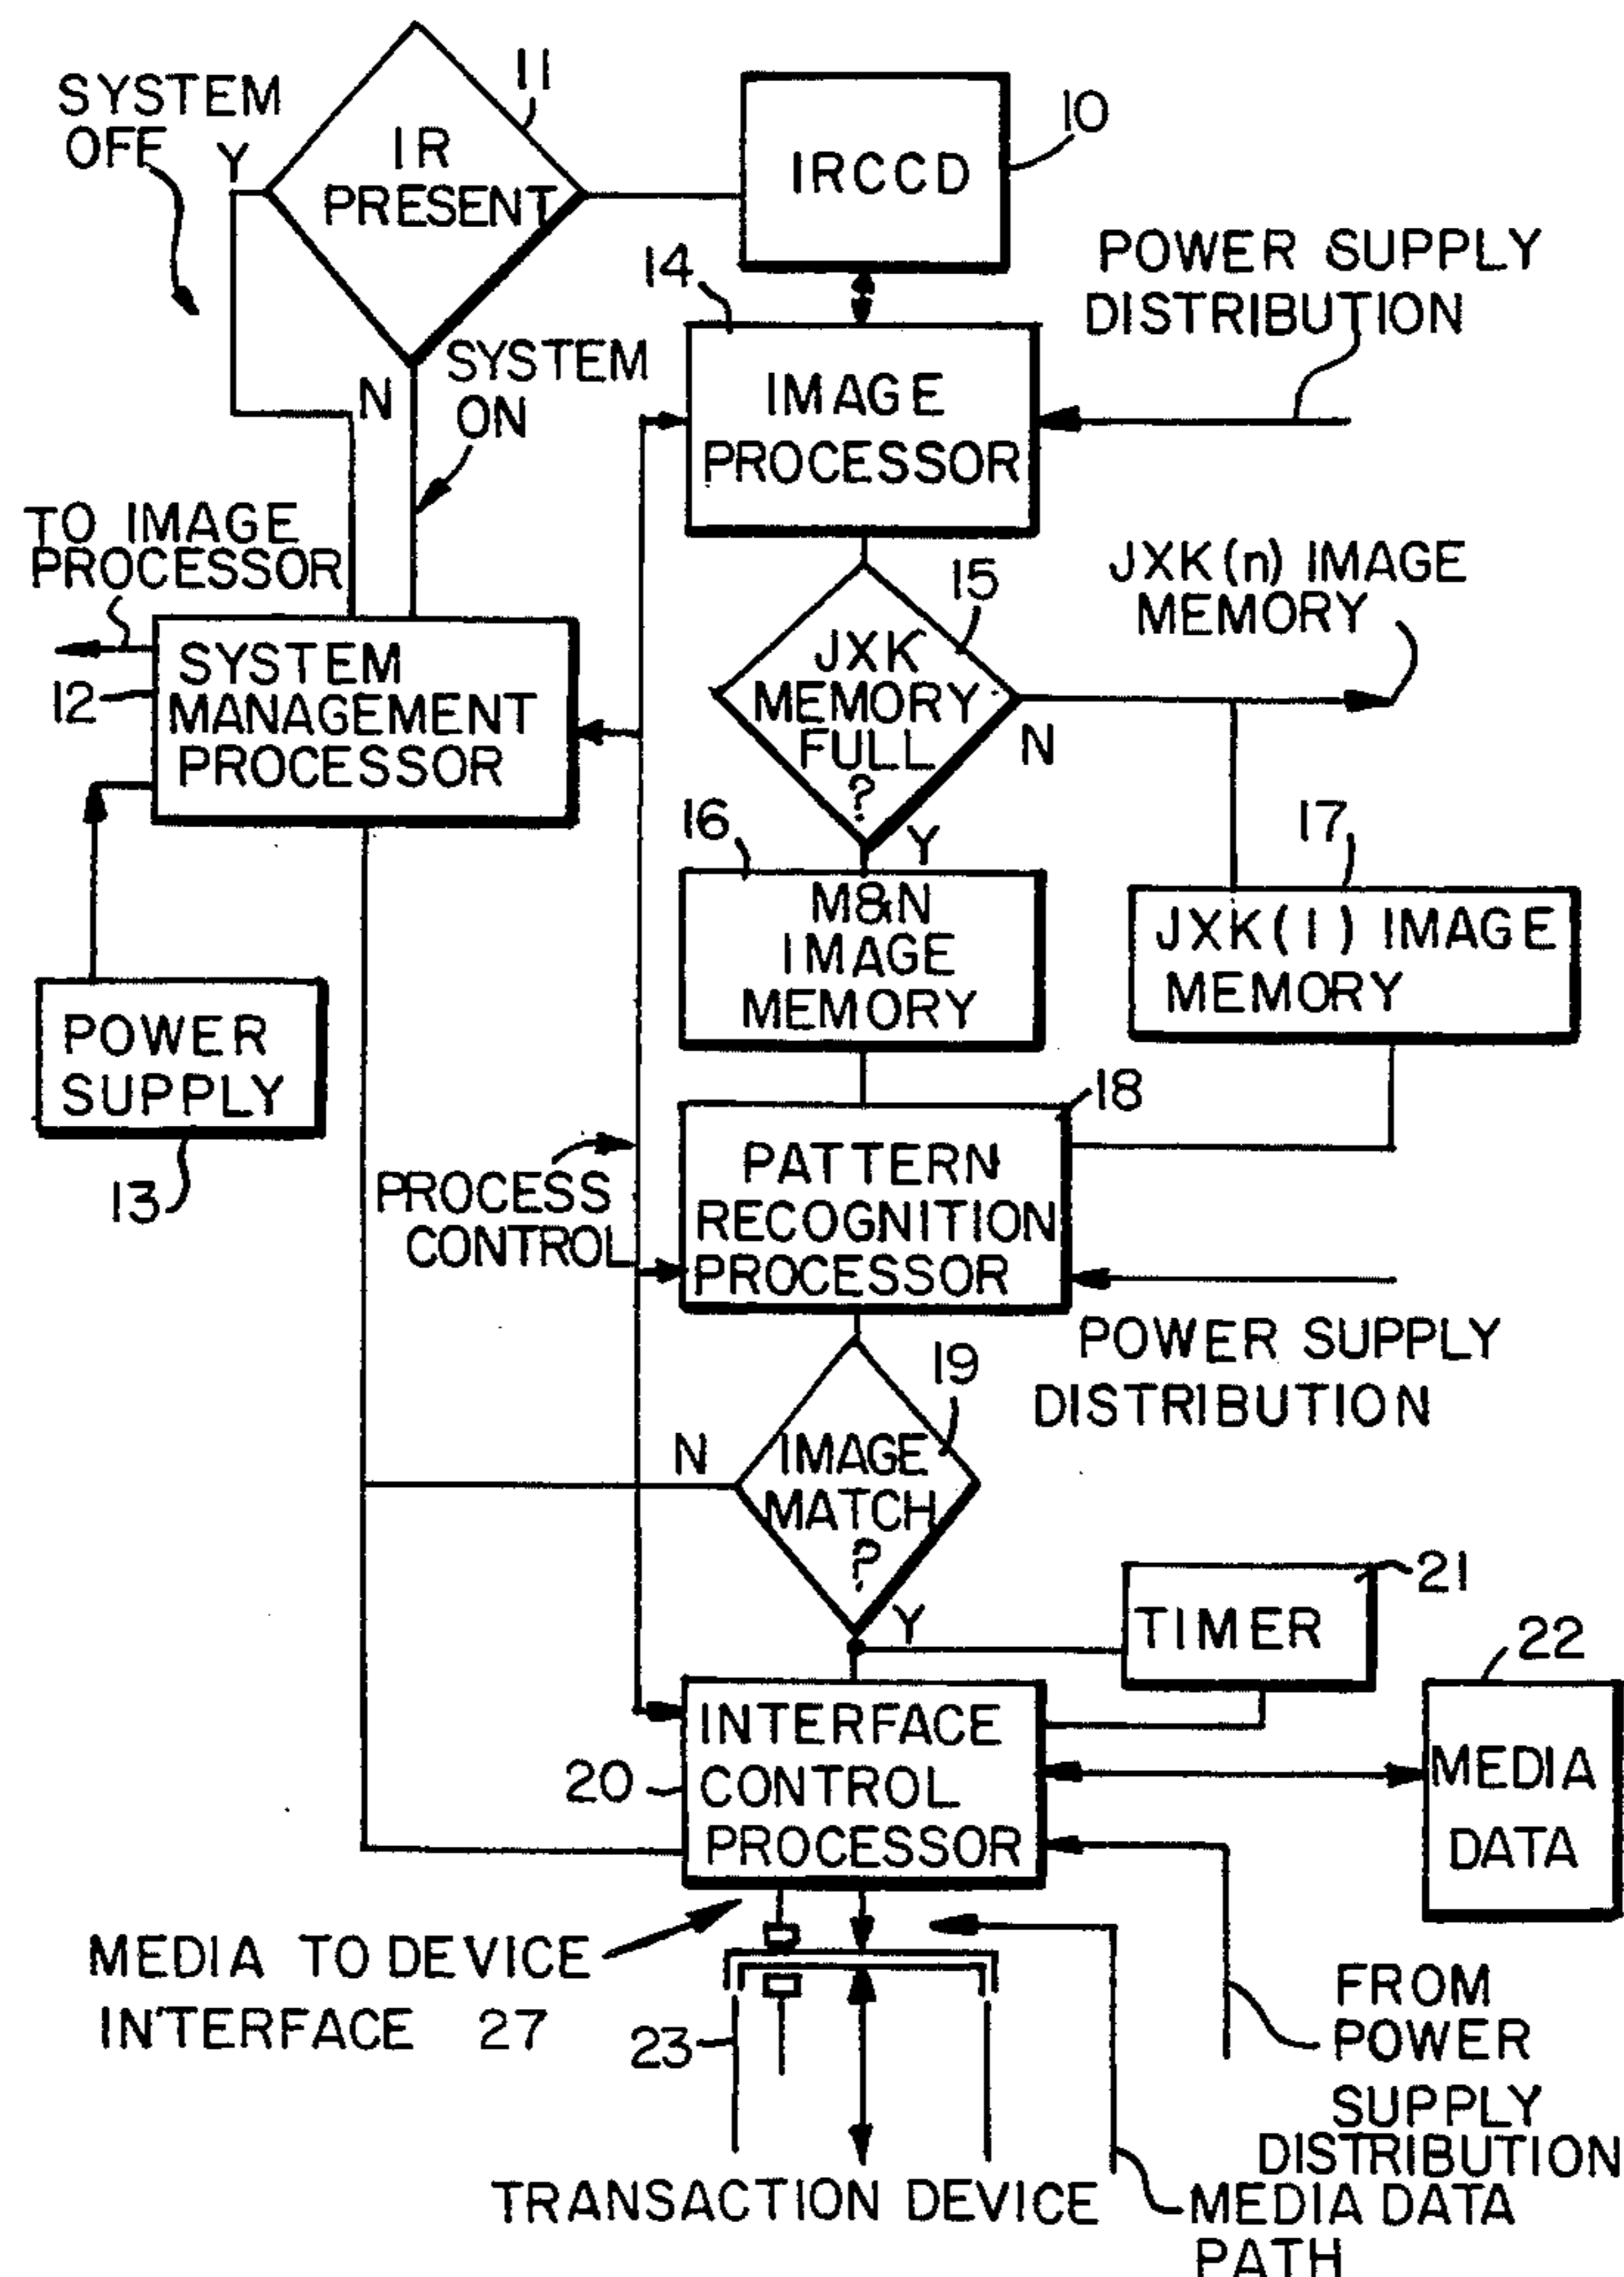 SYSTEM
OFF
Y
11
IR
PRESENT
IRCCD
10
14
POWER SUPPLY
DISTRIBUTION
N
SYSTEM
ON
IMAGE
PROCESSOR
TO IMAGE
PROCESSOR
15
JXK(n) IMAGE
MEMORY
JXK
MEMORY
FULL
?
N
Y
12
SYSTEM
MANAGEMENT
PROCESSOR
16
M&N
IMAGE
MEMORY
17
JXK(1) IMAGE
MEMORY
POWER
SUPPLY
13
18
PROCESS
CONTROL
PATTERN
RECOGNITION
PROCESSOR
POWER SUPPLY
DISTRIBUTION
19
N
IMAGE
MATCH
?
Y
TIMER
21
22
20
INTERFACE
CONTROL
PROCESSOR
MEDIA
DATA
MEDIA TO DEVICE
INTERFACE 27
23
FROM
POWER
SUPPLY
DISTRIBUTION
TRANSACTION DEVICE
MEDIA DATA
PATH